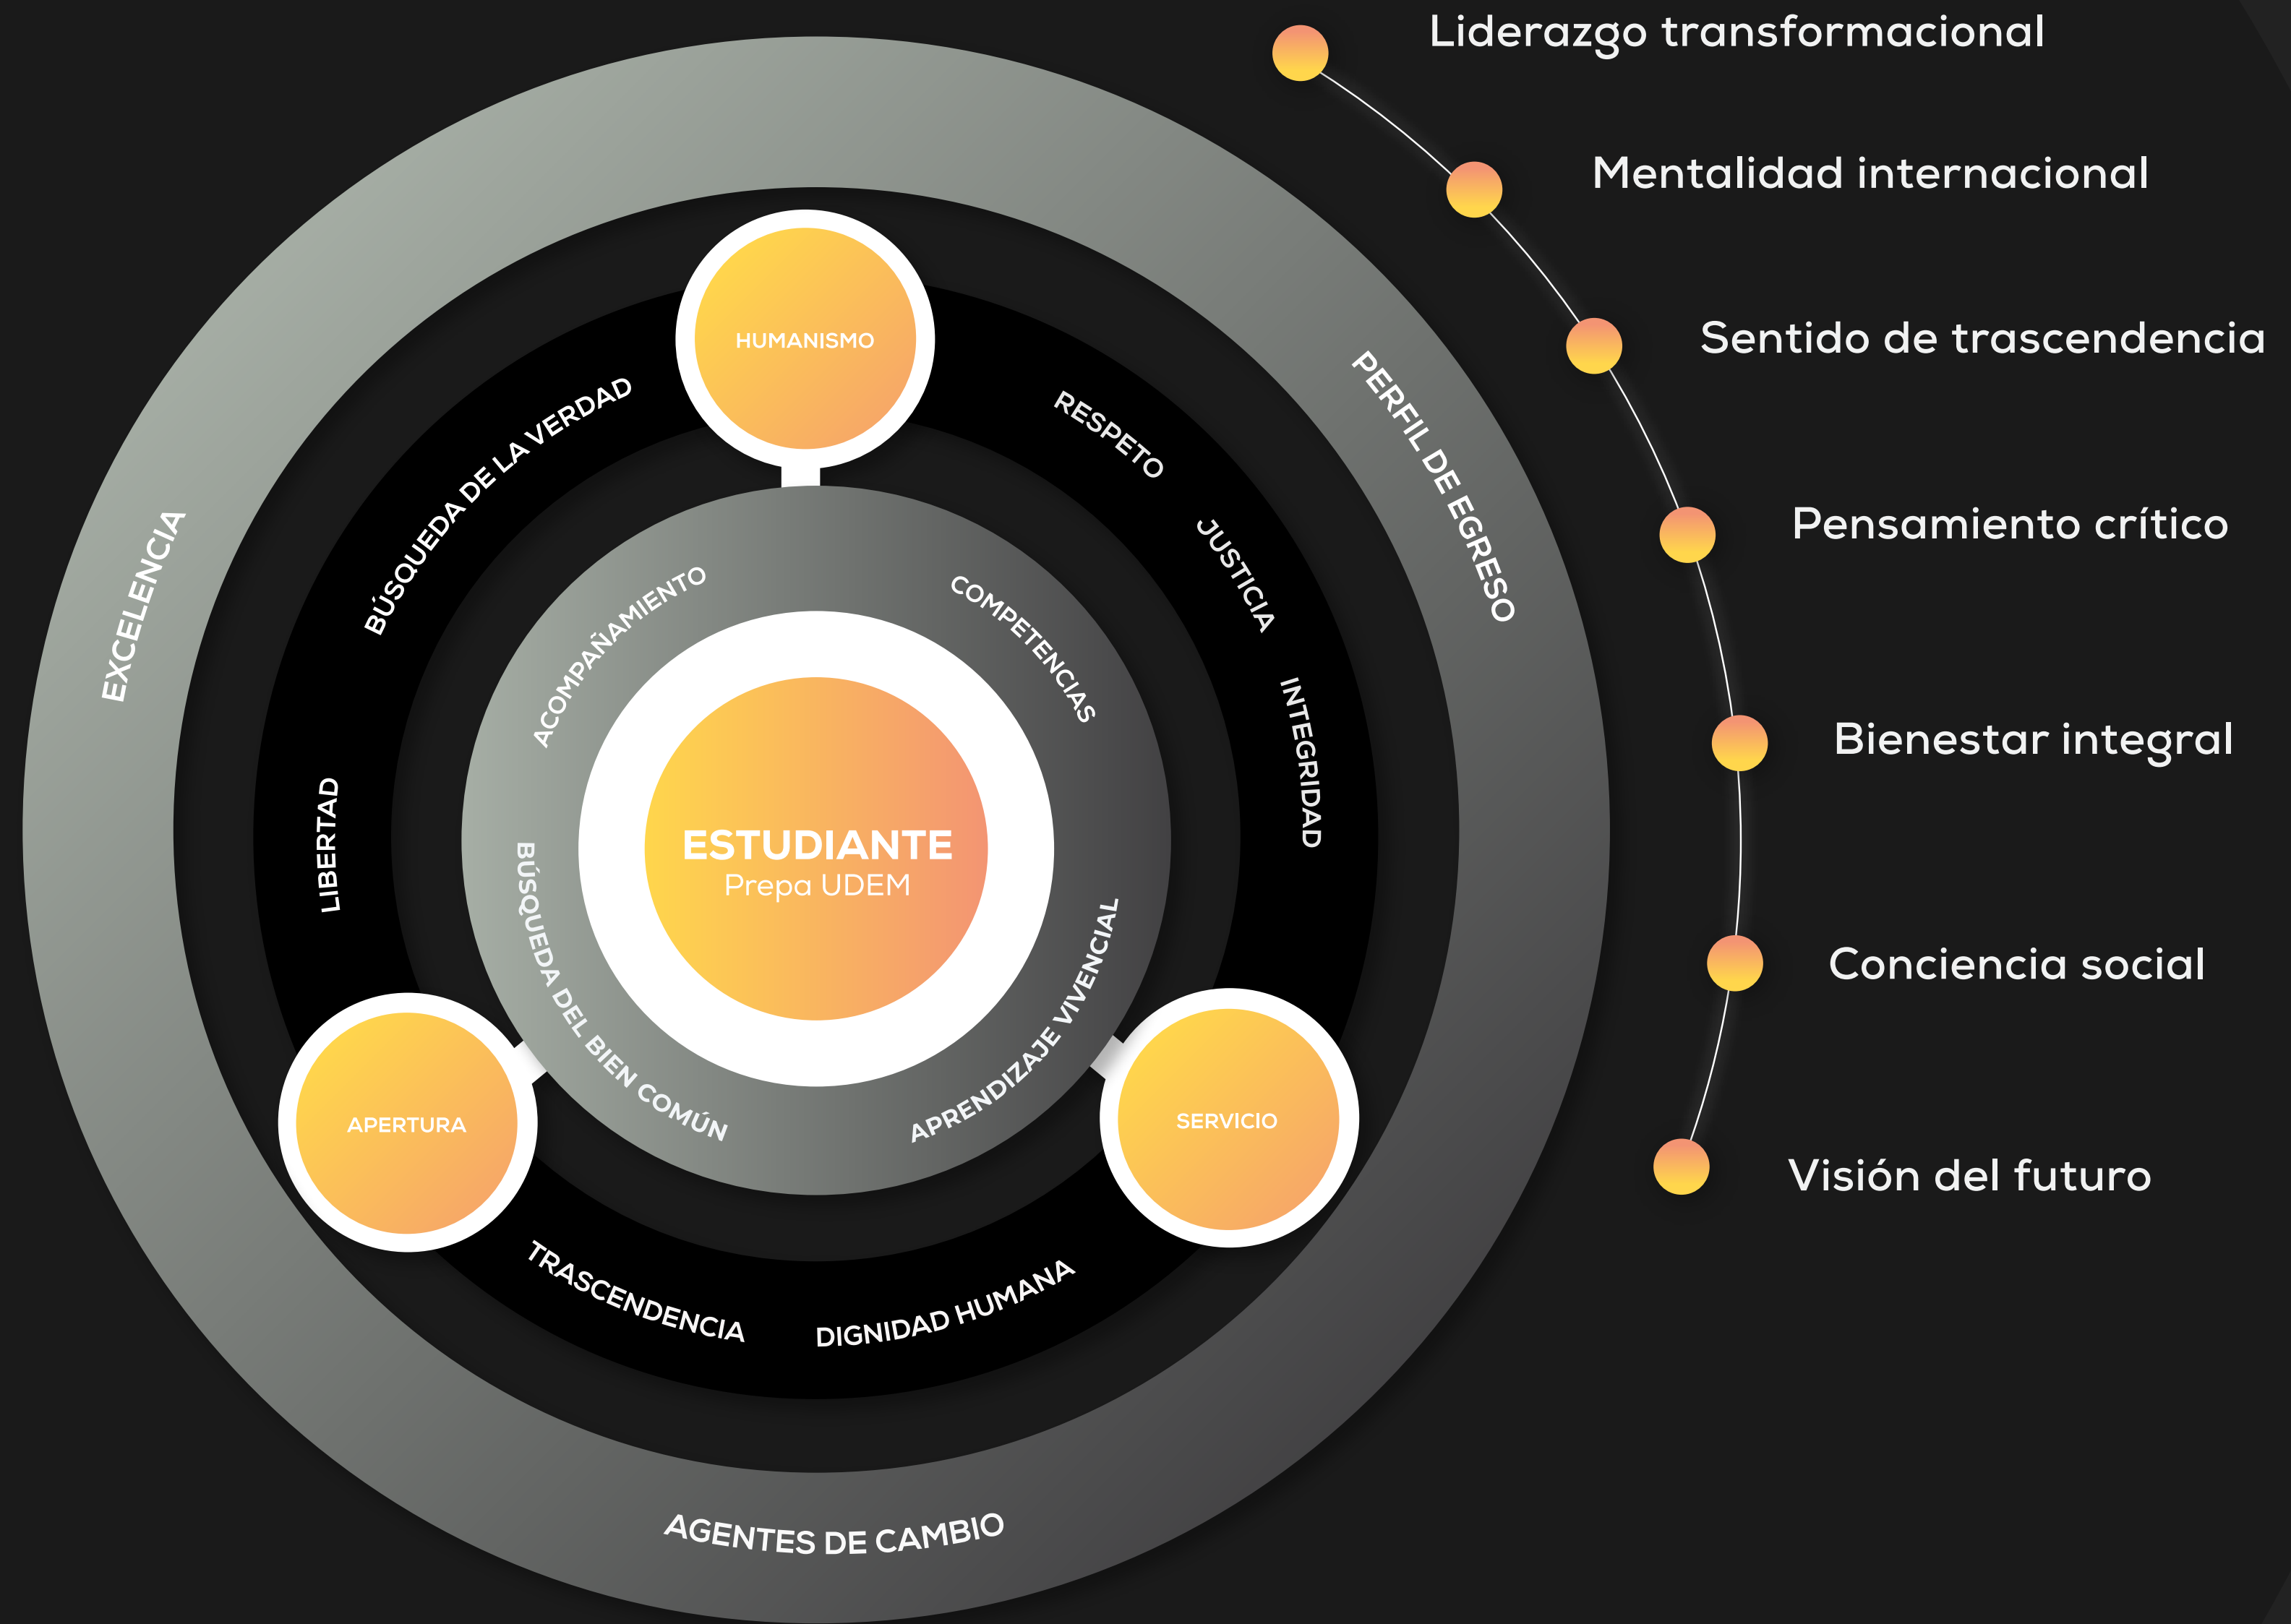 Liderazgo transformacional
Mentalidad internacional
Sentido de trascendencia
Pensamiento crítico
Bienestar integral
Conciencia social
Visión del futuro
EXCELENCIA
PERFIL DE EGRESO
AGENTES DE CAMBIO
HUMANISMO
BÚSQUEDA DE LA VERDAD
RESPETO
JUSTICIA
INTEGRIDAD
LIBERTAD
APERTURA
SERVICIO
TRASCENDENCIA
DIGNIDAD HUMANA
ACOMPAÑAMIENTO
COMPETENCIAS
BÚSQUEDA DEL BIEN COMÚN
APRENDIZAJE VIVENCIAL
ESTUDIANTE
Prepa UDEM